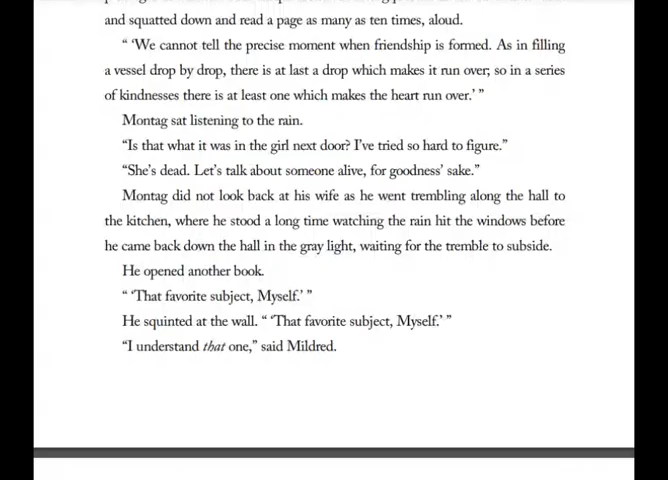 and squatted down and read a page as many as ten times, aloud.
“ ‘We cannot tell the precise moment when friendship is formed. As in filling
a vessel drop by drop, there is at last a drop which makes it run over; so in a series
of kindnesses there is at least one which makes the heart run over.’ ”
Montag sat listening to the rain.
“Is that what it was in the girl next door? I’ve tried so hard to figure.”
“She’s dead. Let’s talk about someone alive, for goodness’ sake.”
Montag did not look back at his wife as he went trembling along the hall to
the kitchen, where he stood a long time watching the rain hit the windows before
he came back down the hall in the gray light, waiting for the tremble to subside.
He opened another book.
“ ‘That favorite subject, Myself.’ ”
He squinted at the wall. “ ‘That favorite subject, Myself.’ ”
“I understand that one,” said Mildred.